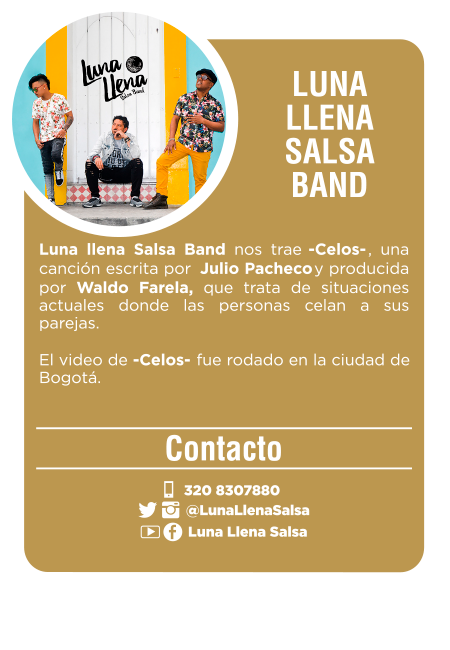 Luna
Llena
Salsa Band
LUNA
LLENA
SALSA
BAND
Luna llena Salsa Band nos trae -Celos-, una
canción escrita por Julio Pacheco y producida
por Waldo Farela, que trata de situaciones
actuales donde las personas celan a sus
parejas.
El video de -Celos- fue rodado en la ciudad de
Bogotá.
Contacto
320 8307880
@LunaLlenaSalsa
Luna Llena Salsa